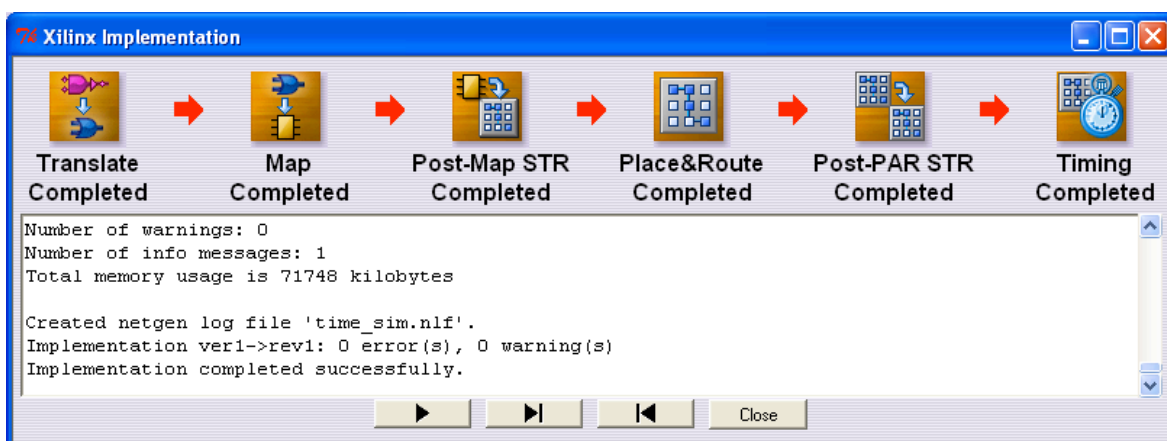 Xilinx Implementation
Translate Map Post-Map STR Place&Route Post-PAR STR Timing
Completed Completed Completed Completed Completed Completed
Number of warnings: 0
Number of info messages: 1
Total memory usage is 71748 kilobytes
Created netgen log file 'time_sim.nlf'.
Implementation ver1->rev1: 0 error(s), 0 warning(s)
Implementation completed successfully.
Close